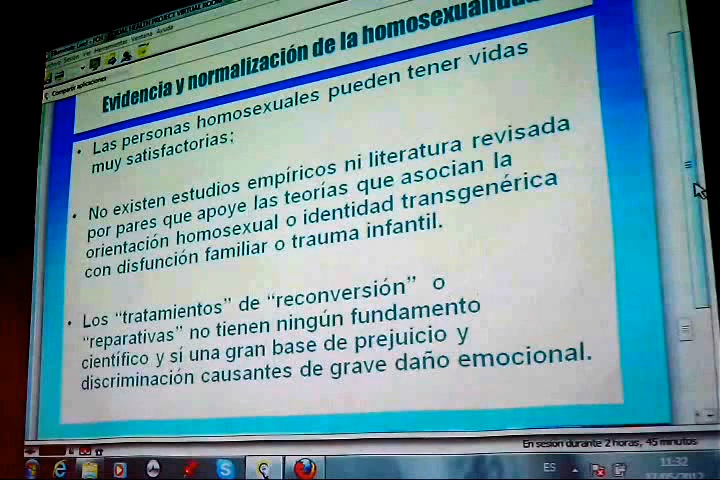 Evidencia y normalización de la
Compartir aplicaciones
• Las personas homosexuales pueden tener vidas
muy satisfactorias;
• No existen estudios empíricos ni literatura revisada
por pares que apoye las teorías que asocian la
orientación homosexual o identidad transgenérica
con disfunción familiar o trauma infantil.
• Los “tratamientos” de “reconversión” o
“reparativas” no tienen ningún fundamento
científico y sí una gran base de prejuicio y
discriminación causantes de grave daño emocional.
En sesión durante 2 horas, 45 minutos
ES
11:32